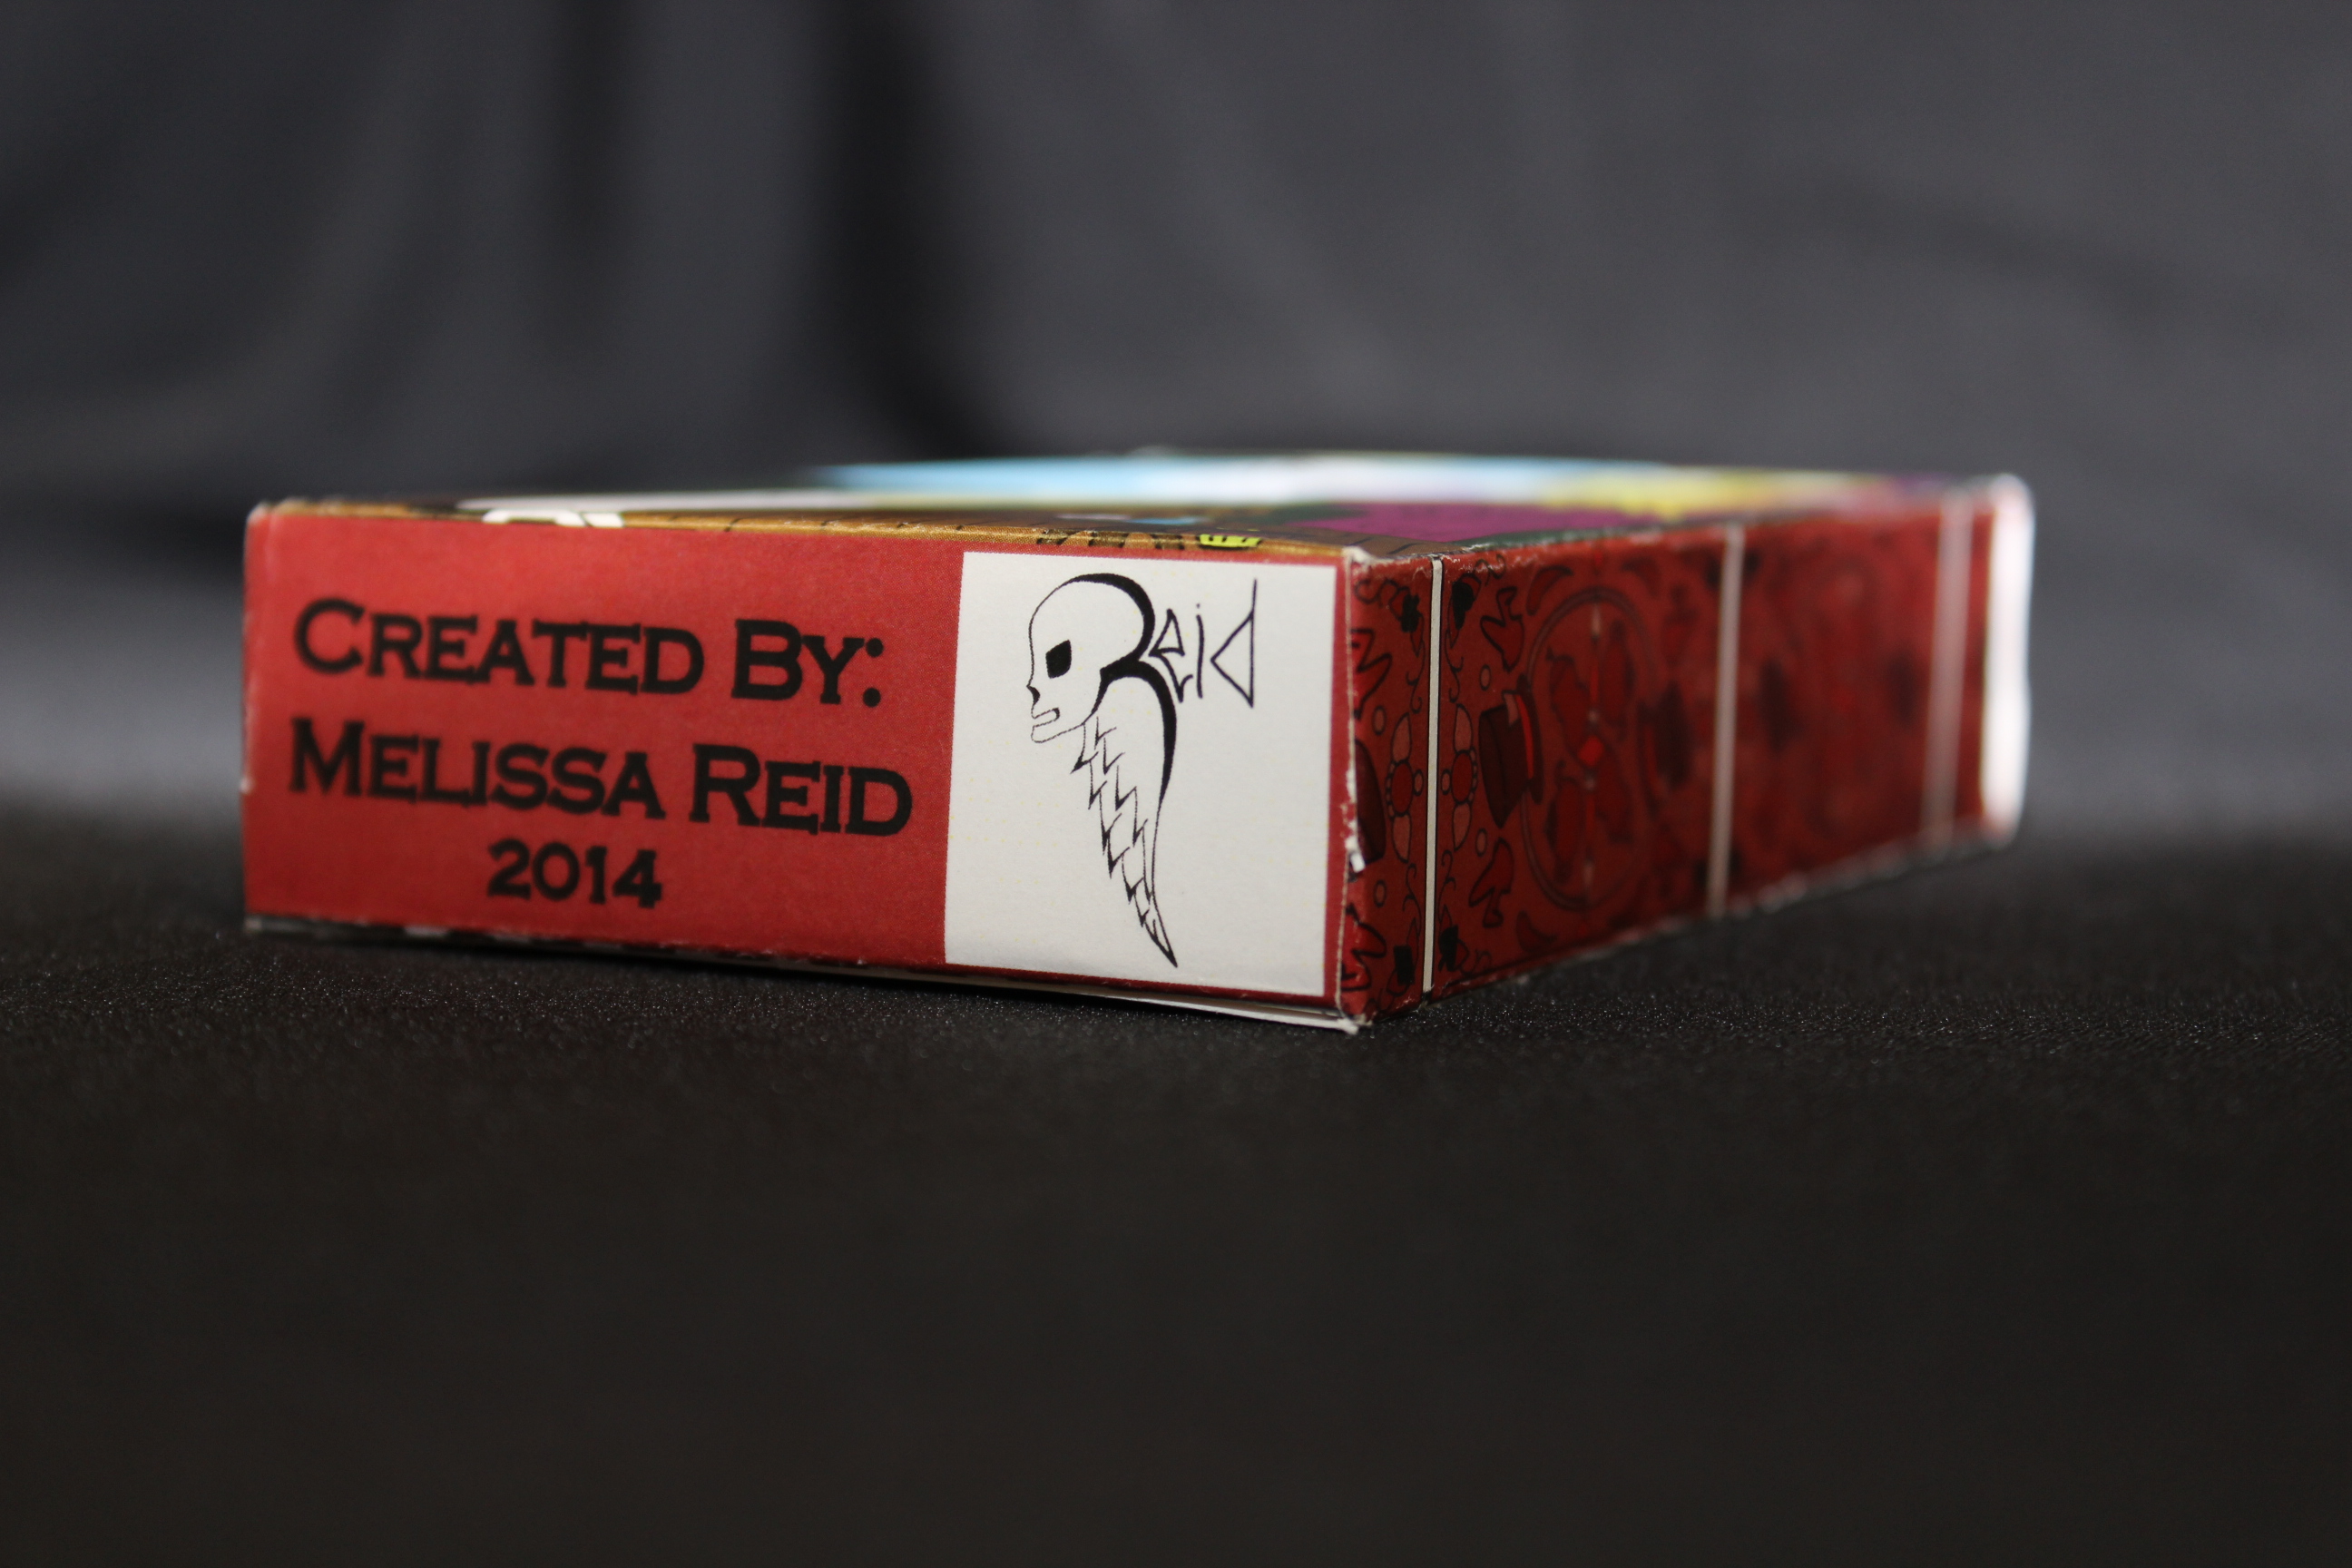 CREATED BY:
MELISSA REID
2014
Reid